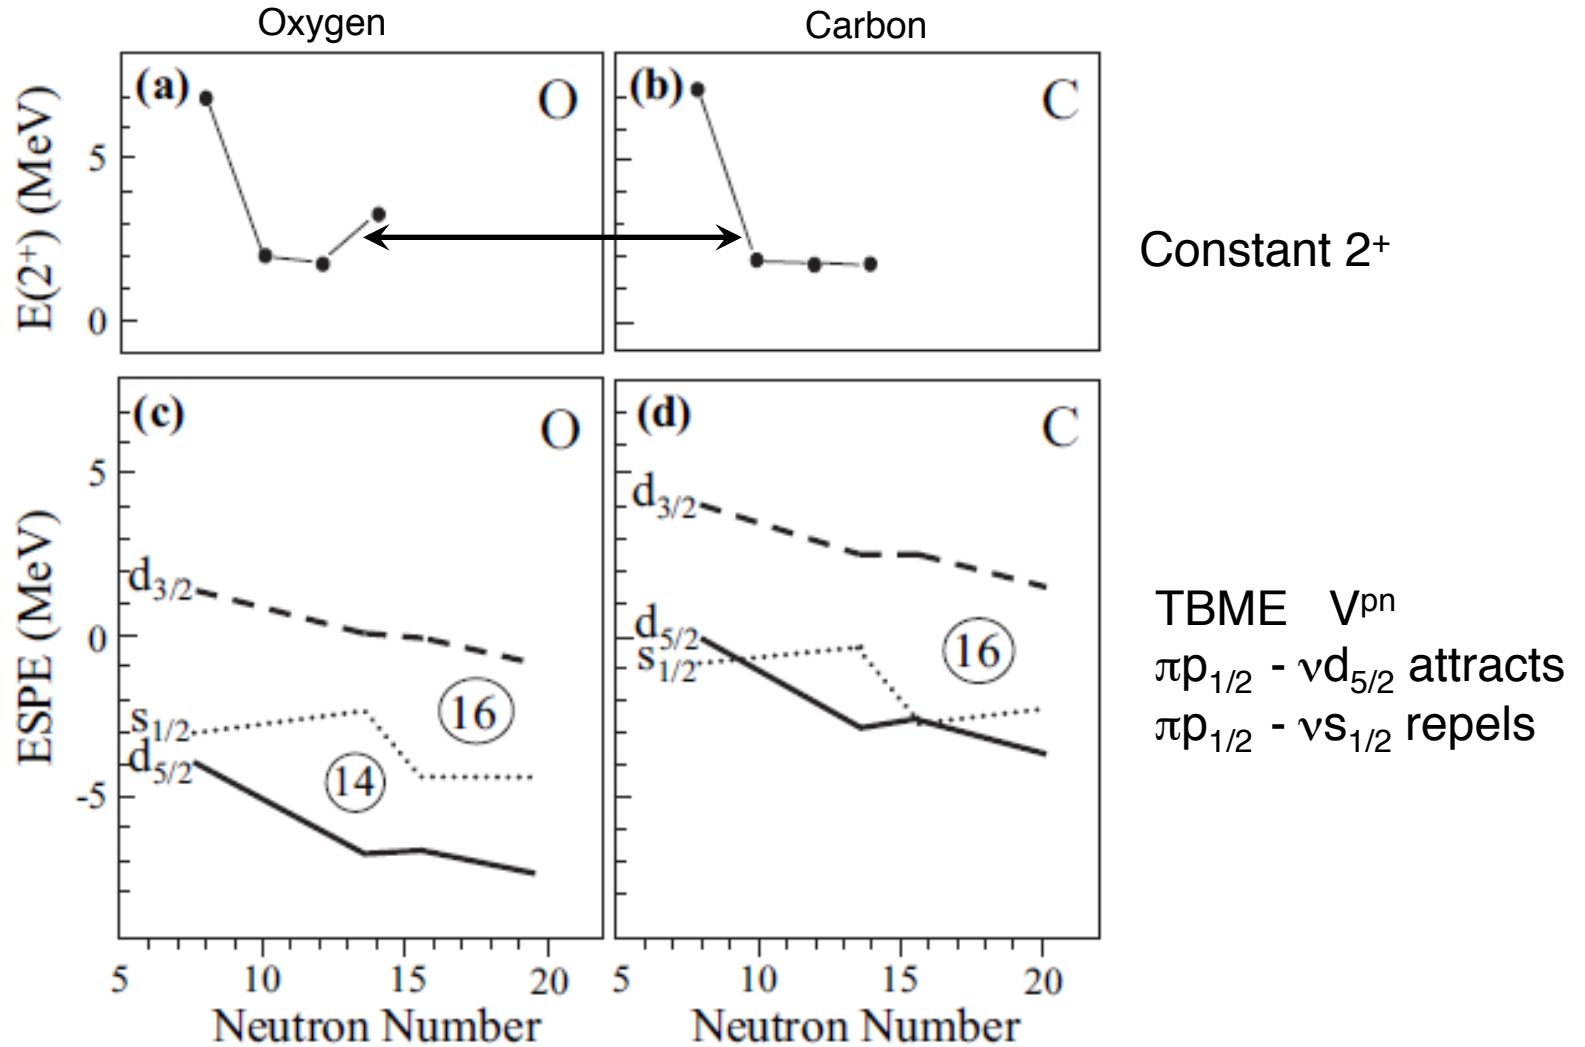 Oxygen
Carbon
(a)
O
(b)
C
E(2⁺) (MeV)
5
0
Constant 2⁺
(c)
O
(d)
C
ESPE (MeV)
5
0
-5
d₃/₂
s₁/₂
d₅/₂
14
16
d₃/₂
d₅/₂
s₁/₂
16
TBME Vᵖⁿ
πp₁/₂ - νd₅/₂ attracts
πp₁/₂ - νs₁/₂ repels
5 10 15 20
5 10 15 20
Neutron Number
Neutron Number